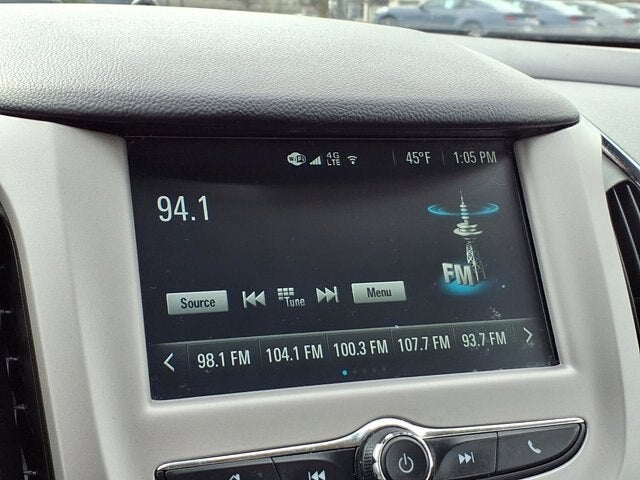 WiFi 4G LTE 45°F 1:05 PM
94.1
FM
Source Tune Menu
98.1 FM 104.1 FM 100.3 FM 107.7 FM 93.7 FM